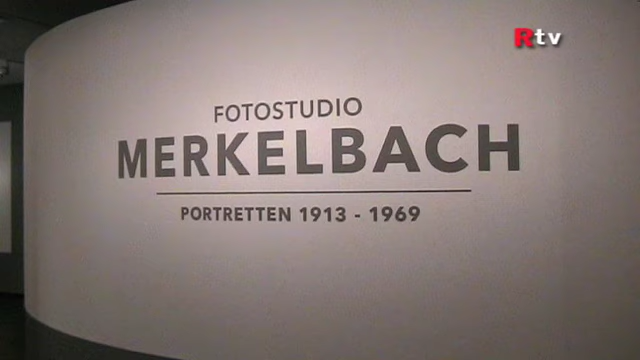 Rtv
FOTOSTUDIO
MERKELBACH
PORTRETTEN 1913 - 1969